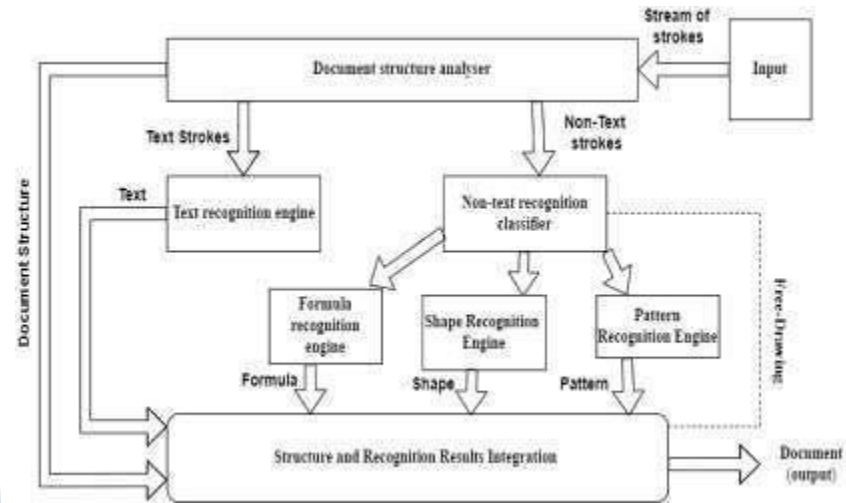 Stream of
strokes
Document structure analyser
Input
Text Strokes
Non-Text
strokes
Text
Text recognition engine
Non-text recognition
classifier
Document Structure
Free-Drawing
Formula
recognition
engine
Shape Recognition
Engine
Pattern
Recognition Engine
Formula
Shape
Pattern
Structure and Recognition Results Integration
Document
(output)